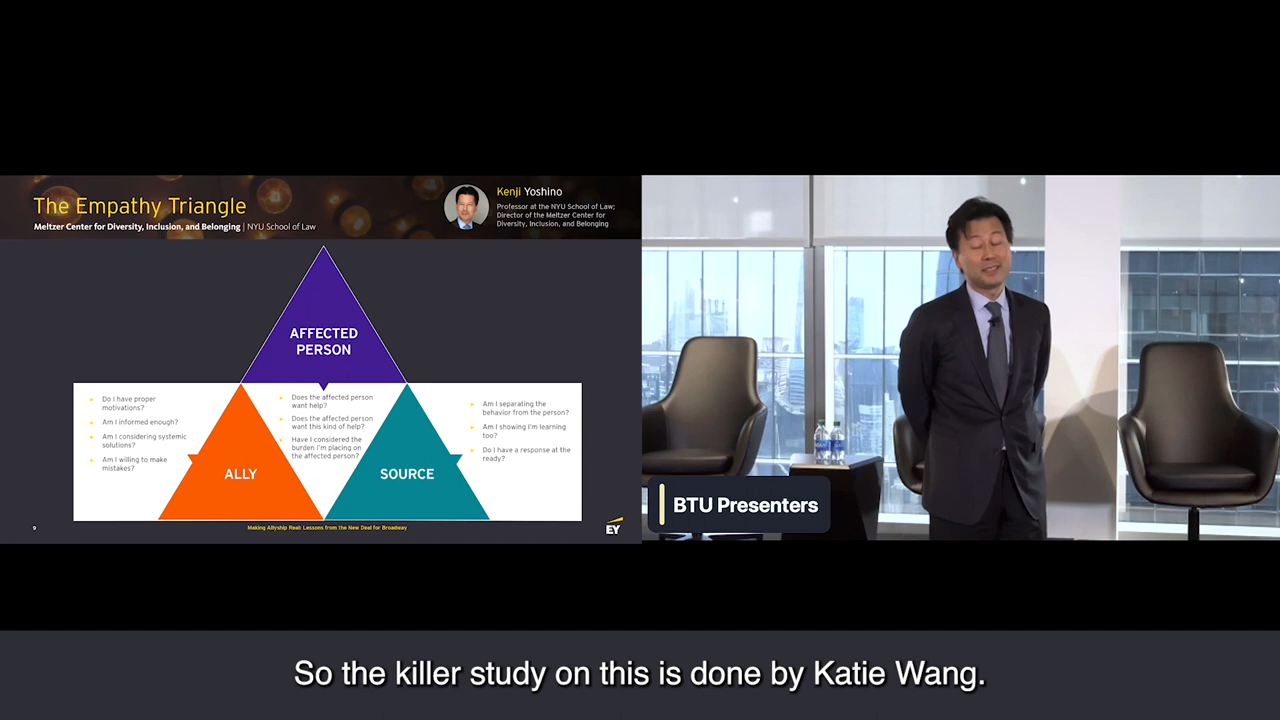 The Empathy Triangle
Meltzer Center for Diversity, Inclusion, and Belonging | NYU School of Law
Kenji Yoshino
Professor at the NYU School of Law;
Director of the Meltzer Center for
Diversity, Inclusion, and Belonging
AFFECTED
PERSON
Do I have proper
motivations?
Am I informed enough?
Am I considering systemic
solutions?
Am I willing to make
mistakes?
Does the affected person
want help?
Does the affected person
want this kind of help?
Have I considered the
burden I'm placing on
the affected person?
Am I separating the
behavior from the person?
Am I showing I'm learning
too?
Do I have a response at the
ready?
ALLY
SOURCE
9
Making Allyship Real: Lessons from the New Deal for Broadway
EY
BTU Presenters
So the killer study on this is done by Katie Wang.